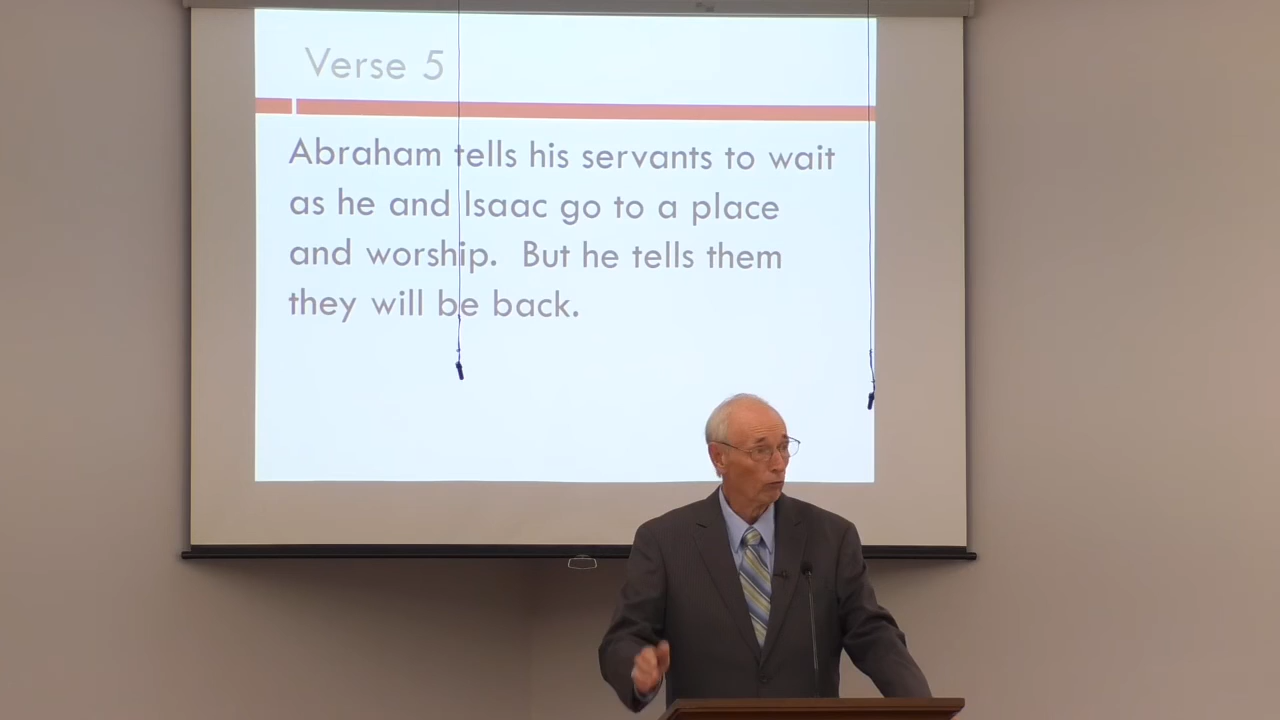 Verse 5
Abraham tells his servants to wait
as he and Isaac go to a place
and worship.  But he tells them
they will be back.